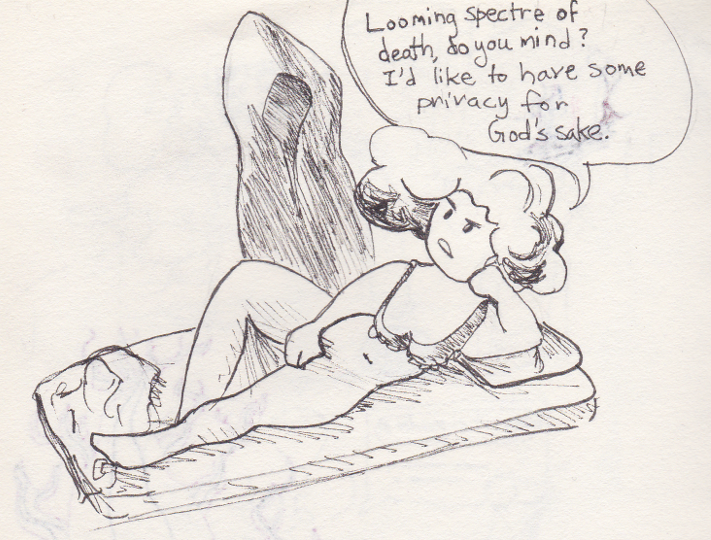 Looming spectre of
death, do you mind?
I'd like to have some
privacy for
God's sake.